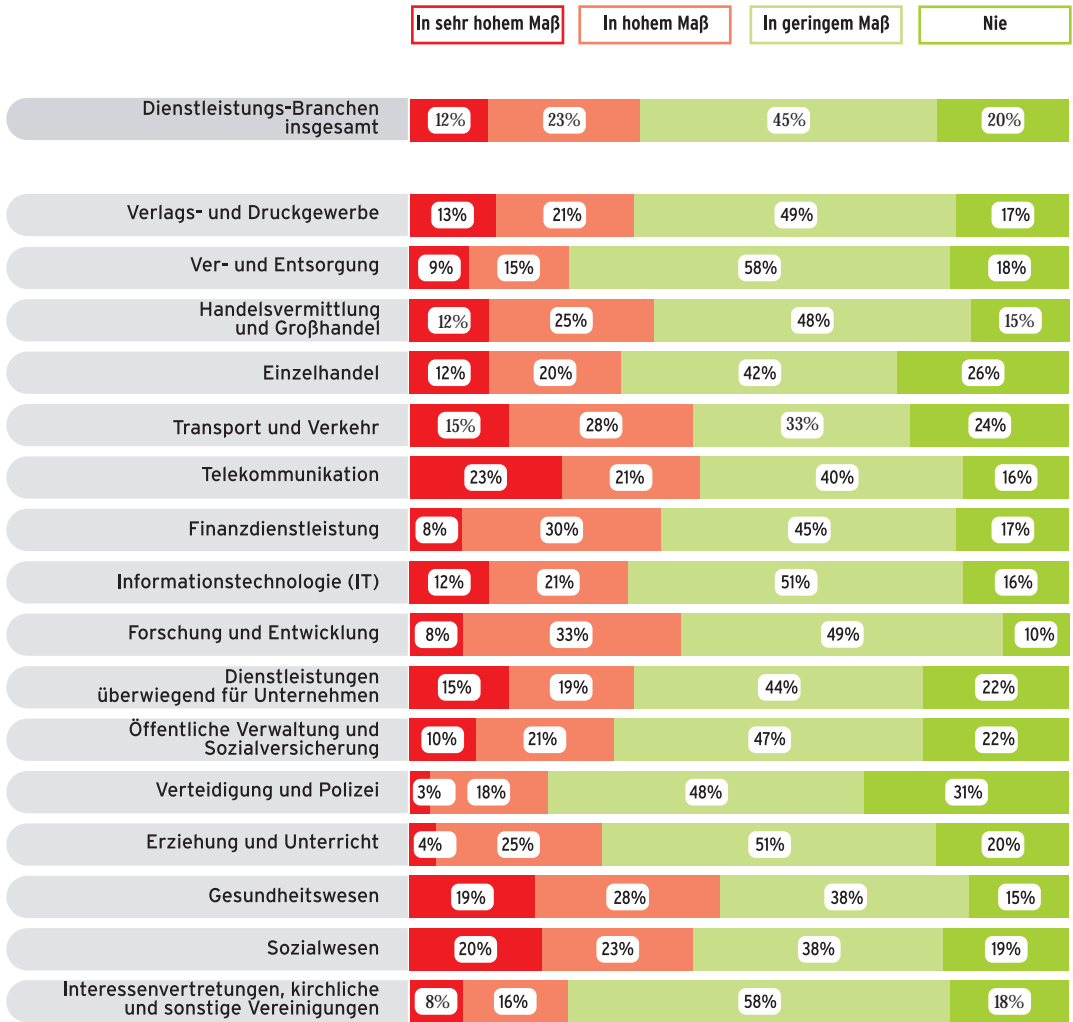 In sehr hohem Maß In hohem Maß In geringem Maß Nie
Dienstleistungs-Branchen
insgesamt
12% 23% 45% 20%
Verlags- und Druckgewerbe 13% 21% 49% 17%
Ver- und Entsorgung 9% 15% 58% 18%
Handelsvermittlung
und Großhandel
12% 25% 48% 15%
Einzelhandel 12% 20% 42% 26%
Transport und Verkehr 15% 28% 33% 24%
Telekommunikation 23% 21% 40% 16%
Finanzdienstleistung 8% 30% 45% 17%
Informationstechnologie (IT) 12% 21% 51% 16%
Forschung und Entwicklung 8% 33% 49% 10%
Dienstleistungen
überwiegend für Unternehmen
15% 19% 44% 22%
Öffentliche Verwaltung und
Sozialversicherung
10% 21% 47% 22%
Verteidigung und Polizei 3% 18% 48% 31%
Erziehung und Unterricht 4% 25% 51% 20%
Gesundheitswesen 19% 28% 38% 15%
Sozialwesen 20% 23% 38% 19%
Interessenvertretungen, kirchliche
und sonstige Vereinigungen
8% 16% 58% 18%